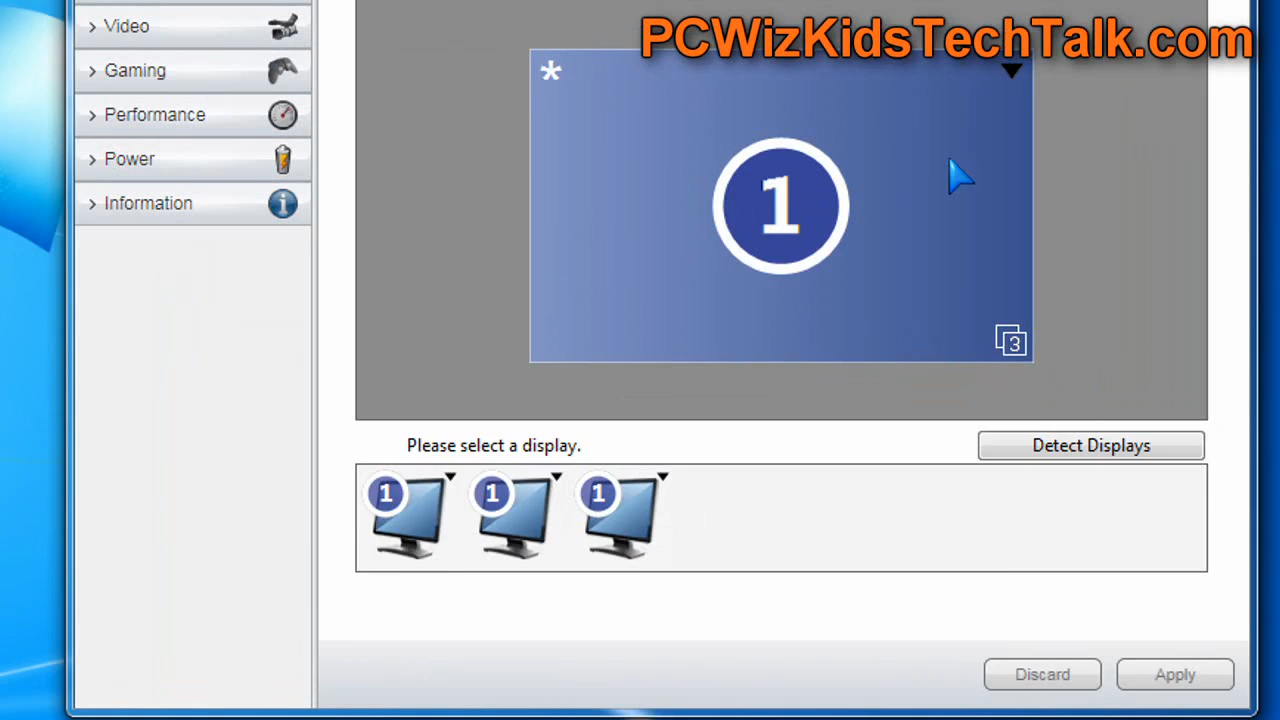 PCWizKidsTechTalk.com
Video
Gaming
Performance
Power
Information
*
1
3
Please select a display.
Detect Displays
1 1 1
Discard
Apply